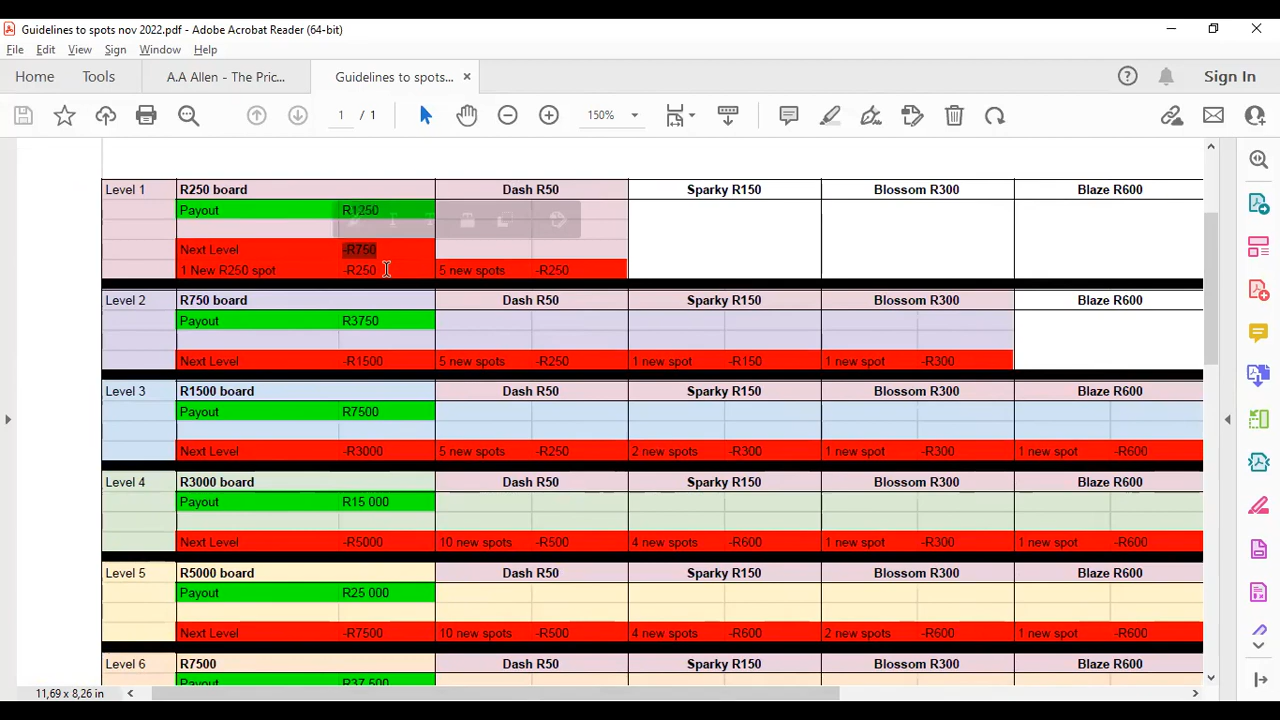 Guidelines to spots nov 2022.pdf - Adobe Acrobat Reader (64-bit)
File Edit View Sign Window Help
Home Tools A.A Allen - The Pric... Guidelines to spots... × Sign In
1 / 1 150%
Level 1 R250 board Dash R50 Sparky R150 Blossom R300 Blaze R600
Payout R1250
Next Level -R750
1 New R250 spot -R250 5 new spots -R250
Level 2 R750 board Dash R50 Sparky R150 Blossom R300 Blaze R600
Payout R3750
Next Level -R1500 5 new spots -R250 1 new spot -R150 1 new spot -R300
Level 3 R1500 board Dash R50 Sparky R150 Blossom R300 Blaze R600
Payout R7500
Next Level -R3000 5 new spots -R250 2 new spots -R300 1 new spot -R300 1 new spot -R600
Level 4 R3000 board Dash R50 Sparky R150 Blossom R300 Blaze R600
Payout R15 000
Next Level -R5000 10 new spots -R500 4 new spots -R600 1 new spot -R300 1 new spot -R600
Level 5 R5000 board Dash R50 Sparky R150 Blossom R300 Blaze R600
Payout R25 000
Next Level -R7500 10 new spots -R500 4 new spots -R600 2 new spots -R600 1 new spot -R600
Level 6 R7500 Dash R50 Sparky R150 Blossom R300 Blaze R600
Payout R37 500
11,69 x 8,26 in